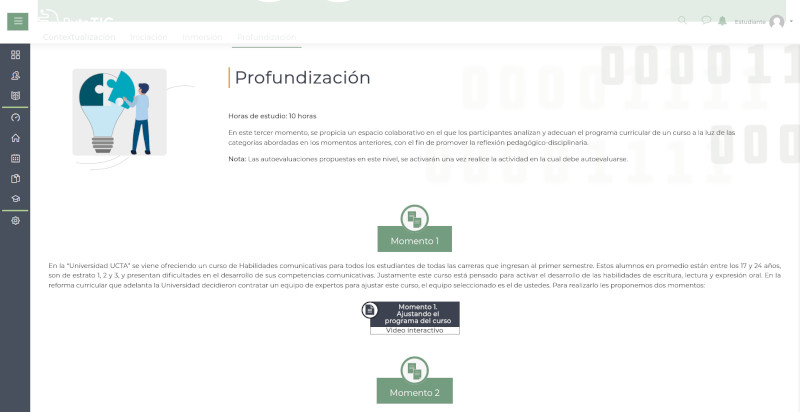 Ruta TIC
Estudiante
Contextualización Iniciación Inmersión Profundización
000011
Profundización
Horas de estudio: 10 horas
En este tercer momento, se propicia un espacio colaborativo en el que los participantes analizan y adecuan el programa curricular de un curso a la luz de las
categorías abordadas en los momentos anteriores, con el fin de promover la reflexión pedagógico-disciplinaria.
Nota: Las autoevaluaciones propuestas en este nivel, se activarán una vez realice la actividad en la cual debe autoevaluarse.
Momento 1
En la "Universidad UCTA" se viene ofreciendo un curso de Habilidades comunicativas para todos los estudiantes de todas las carreras que ingresan al primer semestre. Estos alumnos en promedio están entre los 17 y 24 años,
son de estrato 1, 2 y 3, y presentan dificultades en el desarrollo de sus competencias comunicativas. Justamente este curso está pensado para activar el desarrollo de las habilidades de escritura, lectura y expresión oral. En la
reforma curricular que adelanta la Universidad decidieron contratar un equipo de expertos para ajustar este curso, el equipo seleccionado es el de ustedes. Para realizarlo les proponemos dos momentos:
Momento 1.
Ajustando el
programa del curso
Video interactivo
Momento 2